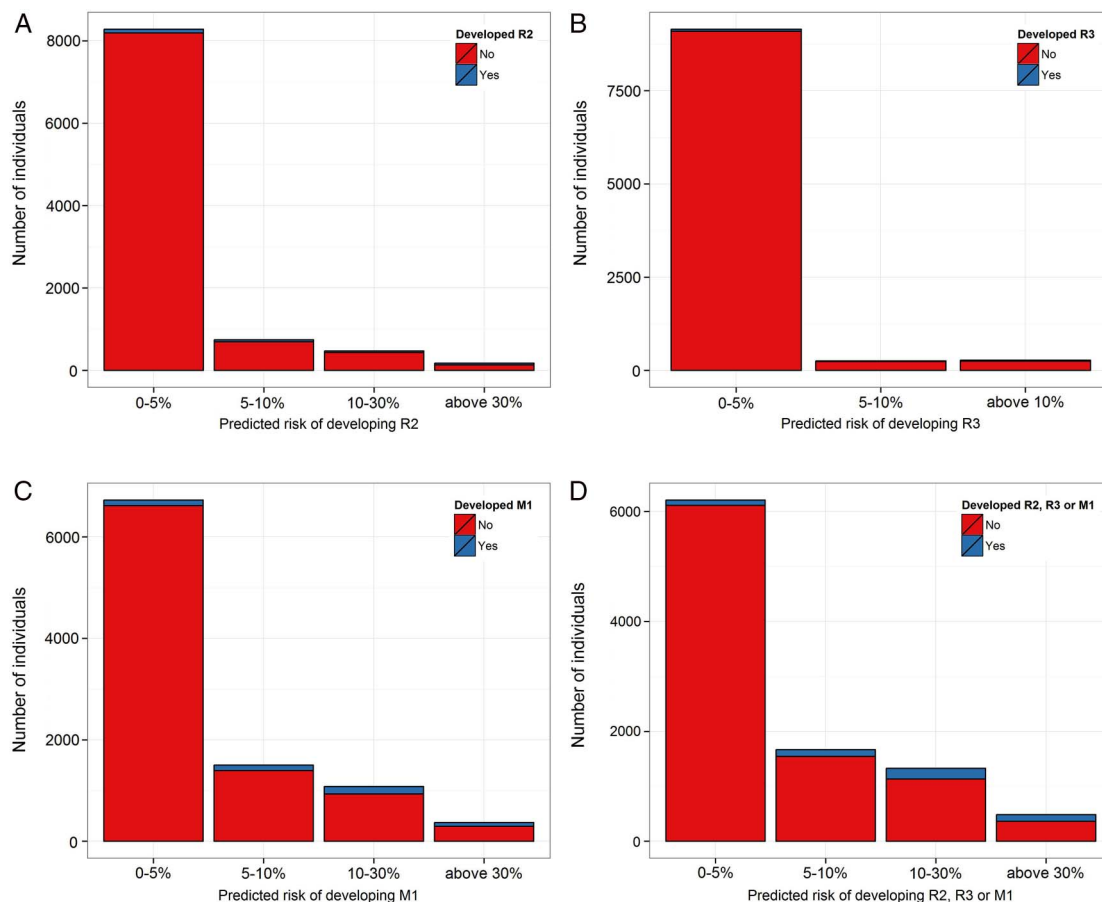 A
Number of individuals
8000
6000
4000
2000
0
Developed R2
No
Yes
0-5%
5-10%
10-30%
above 30%
Predicted risk of developing R2
B
Number of individuals
7500
5000
2500
0
Developed R3
No
Yes
0-5%
5-10%
above 10%
Predicted risk of developing R3
C
Number of individuals
6000
4000
2000
0
Developed M1
No
Yes
0-5%
5-10%
10-30%
above 30%
Predicted risk of developing M1
D
Number of individuals
6000
4000
2000
0
Developed R2, R3 or M1
No
Yes
0-5%
5-10%
10-30%
above 30%
Predicted risk of developing R2, R3 or M1